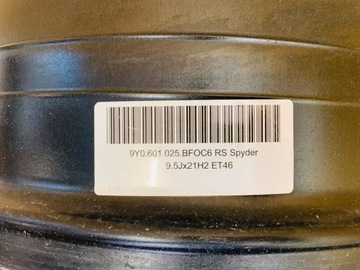 9Y0.601.025.BFOC6 RS Spyder
9.5Jx21H2 ET46